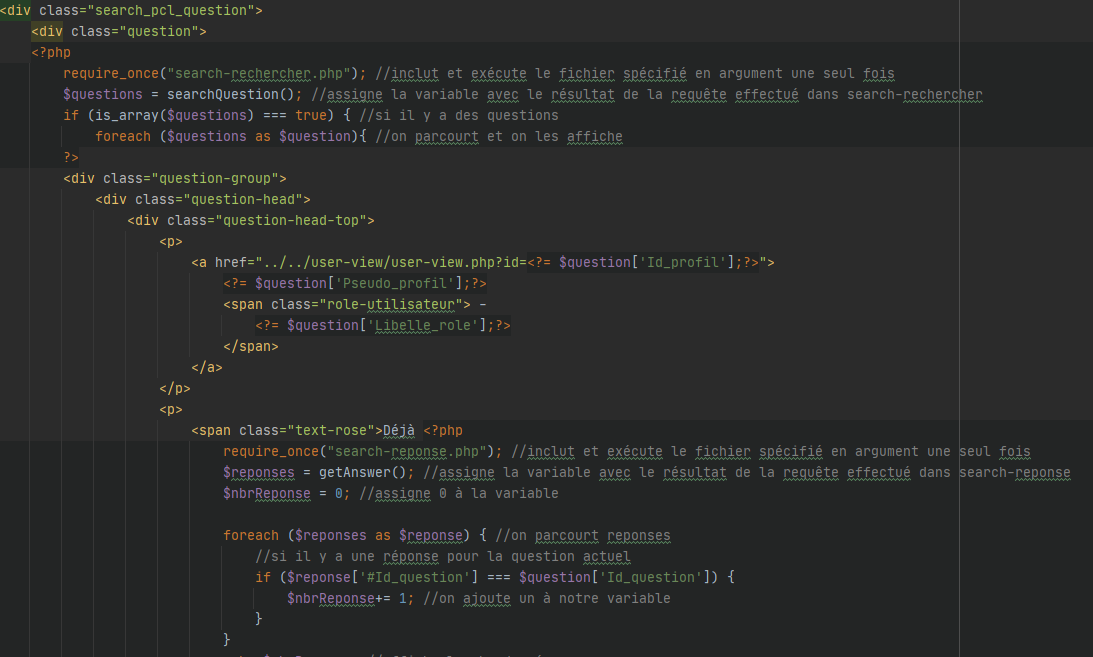 <div class="search_pcl_question">
<div class="question">
<?php
require_once("search-rechercher.php"); //inclut et exécute le fichier spécifié en argument une seul fois
$questions = searchQuestion(); //assigne la variable avec le résultat de la requête effectué dans search-rechercher
if (is_array($questions) === true) { //si il y a des questions
foreach ($questions as $question){ //on parcourt et on les affiche
?>
<div class="question-group">
<div class="question-head">
<div class="question-head-top">
<p>
<a href="../../user-view/user-view.php?id=<?= $question['Id_profil'];?>">
<?= $question['Pseudo_profil'];?>
<span class="role-utilisateur"> -
<?= $question['Libelle_role'];?>
</span>
</a>
</p>
<p>
<span class="text-rose">Déjà <?php
require_once("search-reponse.php"); //inclut et exécute le fichier spécifié en argument une seul fois
$reponses = getAnswer(); //assigne la variable avec le résultat de la requête effectué dans search-reponse
$nbrReponse = 0; //assigne 0 à la variable
foreach ($reponses as $reponse) { //on parcourt reponses
//si il y a une réponse pour la question actuel
if ($reponse['#Id_question'] === $question['Id_question']) {
$nbrReponse+= 1; //on ajoute un à notre variable
}
}